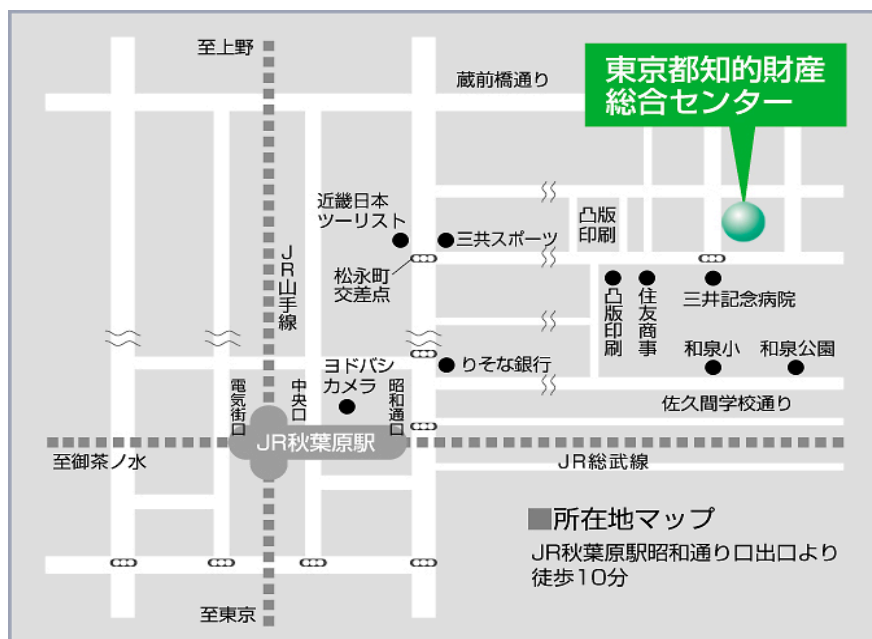 至上野
蔵前橋通り
東京都知的財産
総合センター
近畿日本
ツーリスト
三共スポーツ
凸版
印刷
JR山手線
松永町
交差点
凸版印刷
住友商事
三井記念病院
ヨドバシ
カメラ
りそな銀行
和泉小
和泉公園
電気街口
中央口
昭和通口
佐久間学校通り
JR秋葉原駅
至御茶ノ水
JR総武線
所在地マップ
JR秋葉原駅昭和通り口出口より
徒歩10分
至東京